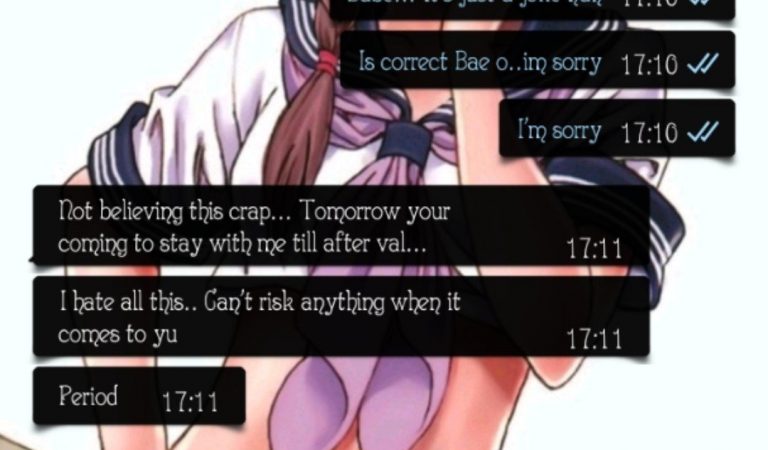 Is correct Bae o..im sorry 17:10
I'm sorry 17:10
Not believing this crap... Tomorrow your
coming to stay with me till after val... 17:11
I hate all this.. Can't risk anything when it
comes to yu 17:11
Period 17:11